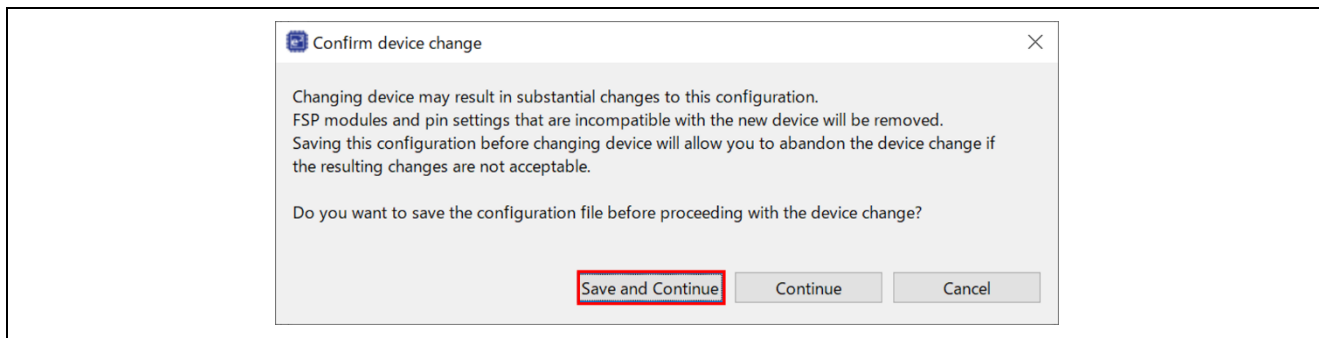 Confirm device change
Changing device may result in substantial changes to this configuration.
FSP modules and pin settings that are incompatible with the new device will be removed.
Saving this configuration before changing device will allow you to abandon the device change if
the resulting changes are not acceptable.
Do you want to save the configuration file before proceeding with the device change?
Save and Continue
Continue
Cancel